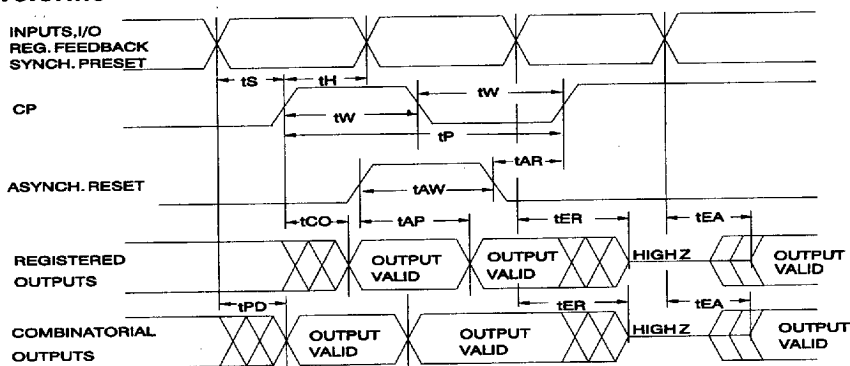 INPUTS, I/O
REG. FEEDBACK
SYNCH. PRESET
tS tH
tW
CP
tW
tP
tAR
ASYNCH. RESET
tAW
tCO tAP tER tEA
REGISTERED
OUTPUTS
OUTPUT
VALID
OUTPUT
VALID
HIGH Z
OUTPUT
VALID
tPD tER tEA
COMBINATORIAL
OUTPUTS
OUTPUT
VALID
OUTPUT
VALID
HIGH Z
OUTPUT
VALID